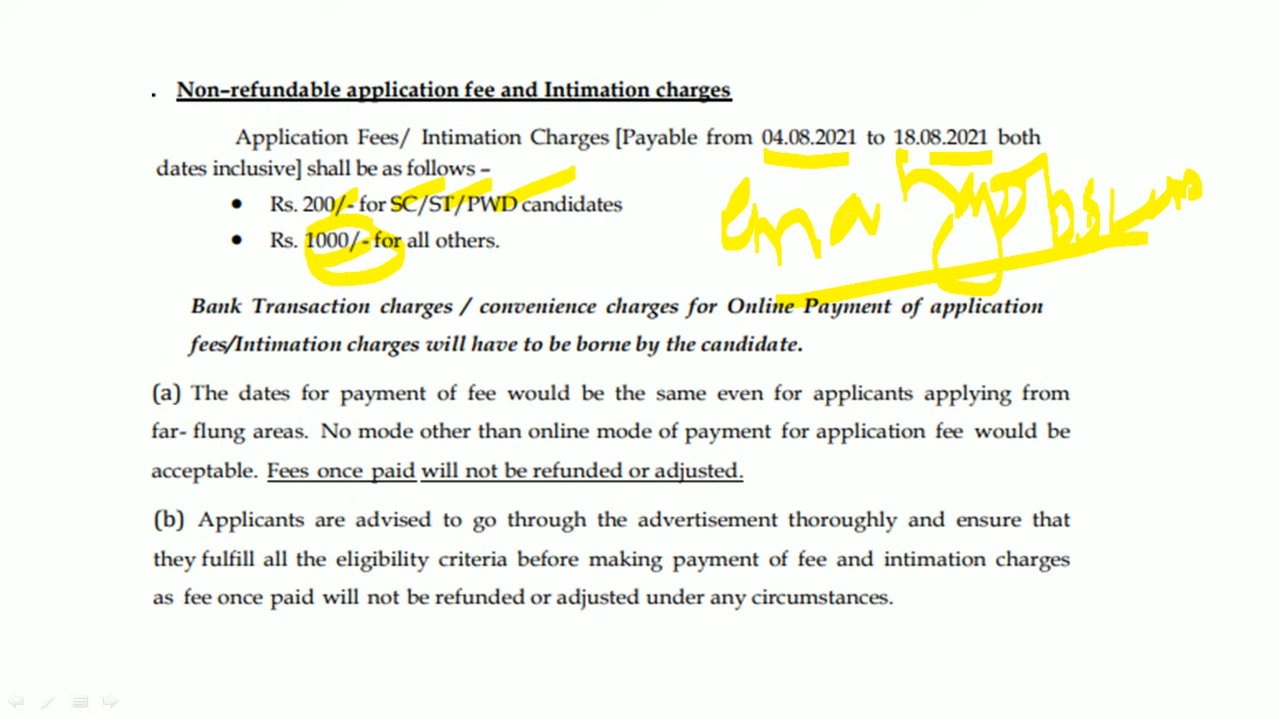 . Non–refundable application fee and Intimation charges
Application Fees/ Intimation Charges [Payable from 04.08.2021 to 18.08.2021 both
dates inclusive] shall be as follows –
• Rs. 200/- for SC/ST/PWD candidates
• Rs. 1000/- for all others.
Bank Transaction charges / convenience charges for Online Payment of application
fees/Intimation charges will have to be borne by the candidate.
(a) The dates for payment of fee would be the same even for applicants applying from
far- flung areas. No mode other than online mode of payment for application fee would be
acceptable. Fees once paid will not be refunded or adjusted.
(b) Applicants are advised to go through the advertisement thoroughly and ensure that
they fulfill all the eligibility criteria before making payment of fee and intimation charges
as fee once paid will not be refunded or adjusted under any circumstances.